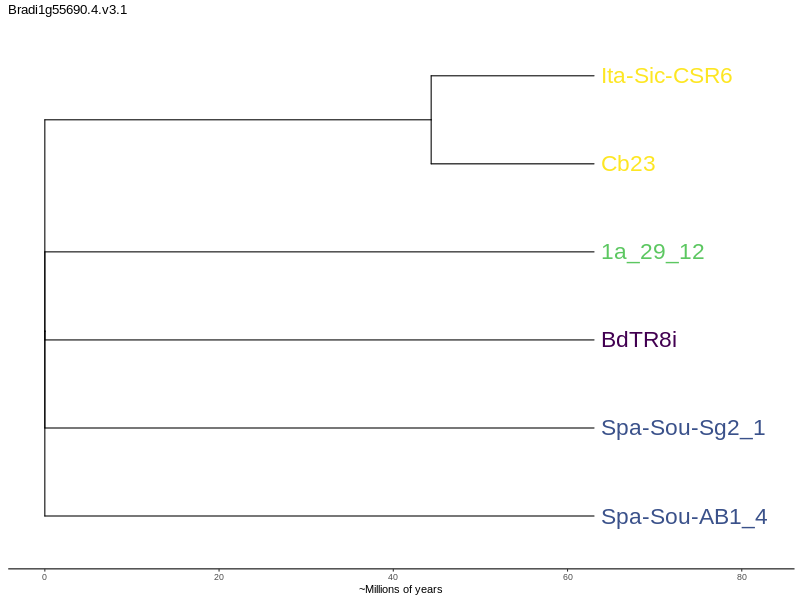 Bradi1g55690.4.v3.1
Ita-Sic-CSR6
Cb23
1a_29_12
BdTR8i
Spa-Sou-Sg2_1
Spa-Sou-AB1_4
0 20 40 60 80
~Millions of years